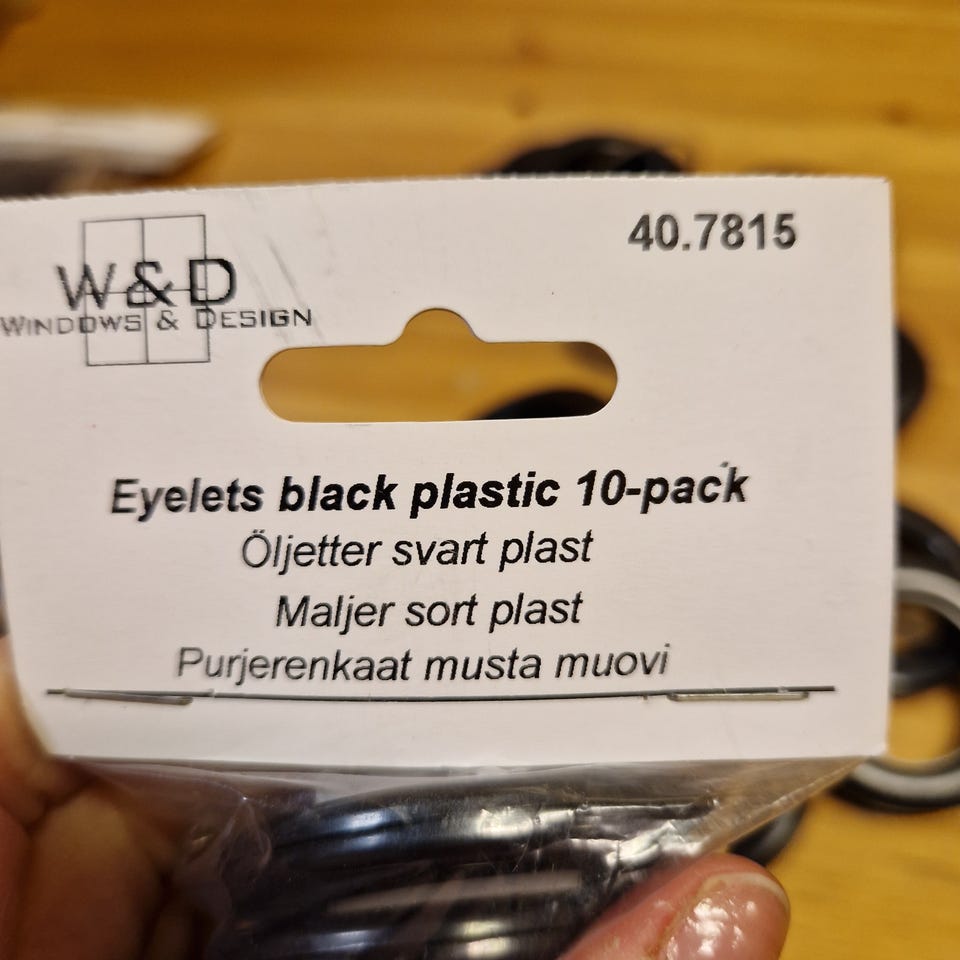 W&D
WINDOWS & DESIGN
40.7815
Eyelets black plastic 10-pack
Öljetter svart plast
Maljer sort plast
Purjerenkaat musta muovi